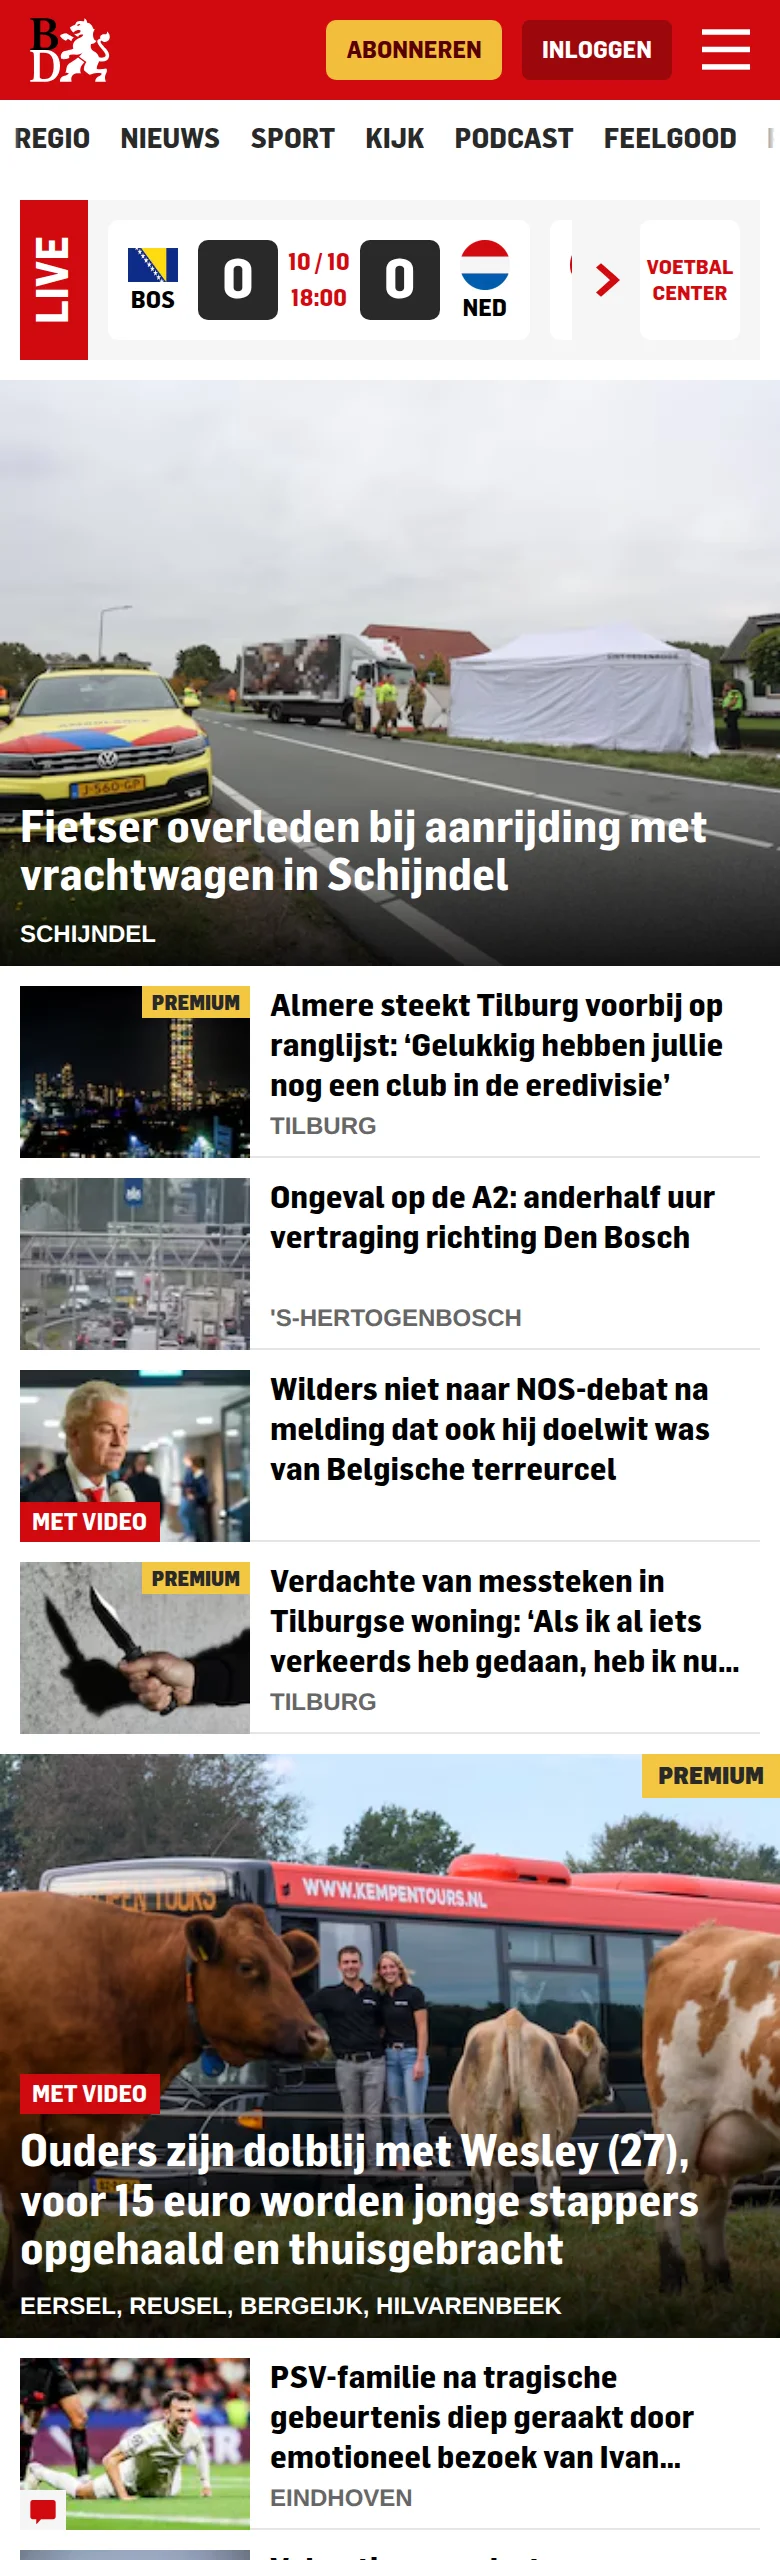 BD
ABONNEREN
INLOGGEN
REGIO NIEUWS SPORT KIJK PODCAST FEELGOOD
LIVE
BOS
0
10 / 10
18:00
0
NED
VOETBAL
CENTER
AMBULANCE
J-560-GP
Fietser overleden bij aanrijding met
vrachtwagen in Schijndel
SCHIJNDEL
PREMIUM
Almere steekt Tilburg voorbij op
ranglijst: ‘Gelukkig hebben jullie
nog een club in de eredivisie’
TILBURG
Ongeval op de A2: anderhalf uur
vertraging richting Den Bosch
'S-HERTOGENBOSCH
MET VIDEO
Wilders niet naar NOS-debat na
melding dat ook hij doelwit was
van Belgische terreurcel
PREMIUM
Verdachte van messteken in
Tilburgse woning: ‘Als ik al iets
verkeerds heb gedaan, heb ik nu...
TILBURG
PREMIUM
TOURS
WWW.KEMPENTOURS.NL
MET VIDEO
Ouders zijn dolblij met Wesley (27),
voor 15 euro worden jonge stappers
opgehaald en thuisgebracht
EERSEL, REUSEL, BERGEIJK, HILVARENBEEK
PSV-familie na tragische
gebeurtenis diep geraakt door
emotioneel bezoek van Ivan...
EINDHOVEN